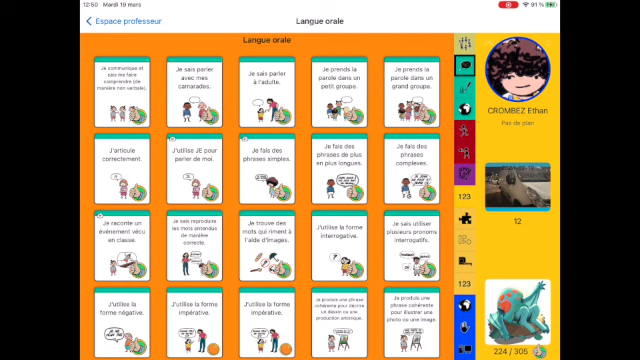 12:50 Mardi 19 mars
91 %
Espace professeur
Langue orale
Langue orale
Je communique et
sais me faire
comprendre (de
manière non verbale).
Je sais parler
avec mes
camarades.
Je sais parler
à l'adulte.
Je prends la
parole dans un
petit groupe.
Je prends la
parole dans un
grand groupe.
J'articule
correctement.
J'utilise JE pour
parler de moi.
Je fais des
phrases simples.
Je fais des
phrases de plus
en plus longues.
Je fais des
phrases
complexes.
Je raconte un
événement vécu
en classe.
Je sais reproduire
les mots entendus
de manière
correcte.
Je trouve des
mots qui riment à
l'aide d'images.
J'utilise la forme
interrogative.
Je sais utiliser
plusieurs pronoms
interrogatifs.
J'utilise la
forme négative.
J'utilise la forme
impérative.
J'utilise la forme
impérative.
Je produis une phrase
cohérente pour décrire
un dessin ou une
production artistique.
Je produis une phrase
cohérente pour illustrer
une photo ou une image.
123
123
CROMBEZ Ethan
Pas de plan
12
224 / 305